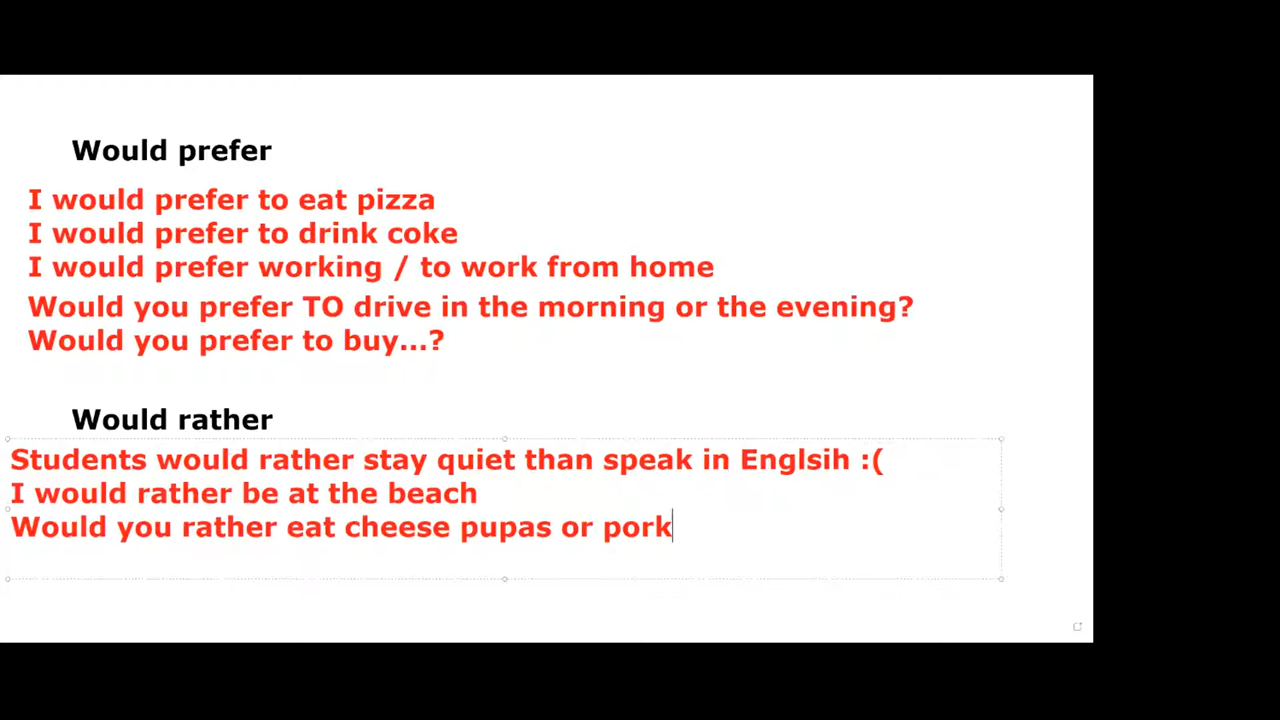 Would prefer
I would prefer to eat pizza
I would prefer to drink coke
I would prefer working / to work from home
Would you prefer TO drive in the morning or the evening?
Would you prefer to buy...?
Would rather
Students would rather stay quiet than speak in Englsih :(
I would rather be at the beach
Would you rather eat cheese pupas or pork